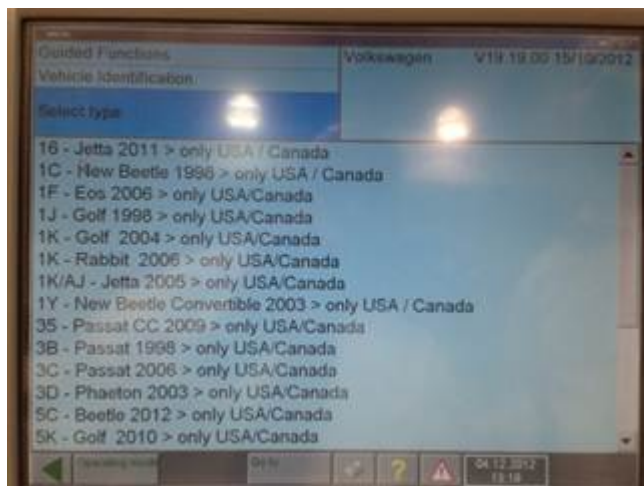 Guided Functions
Volkswagen V19.19.00 15/10/2012
Vehicle Identification
Select type
16 - Jetta 2011 > only USA / Canada
1C - New Beetle 1998 > only USA / Canada
1F - Eos 2006 > only USA/Canada
1J - Golf 1998 > only USA/Canada
1K - Golf 2004 > only USA/Canada
1K - Rabbit 2006 > only USA/Canada
1K/AJ - Jetta 2005 > only USA/Canada
1Y - New Beetle Convertible 2003 > only USA / Canada
35 - Passat CC 2009 > only USA/Canada
3B - Passat 1998 > only USA/Canada
3C - Passat 2006 > only USA/Canada
3D - Phaeton 2003 > only USA/Canada
5C - Beetle 2012 > only USA/Canada
5K - Golf 2010 > only USA/Canada
Operating mode Go to ? 04.12.2012